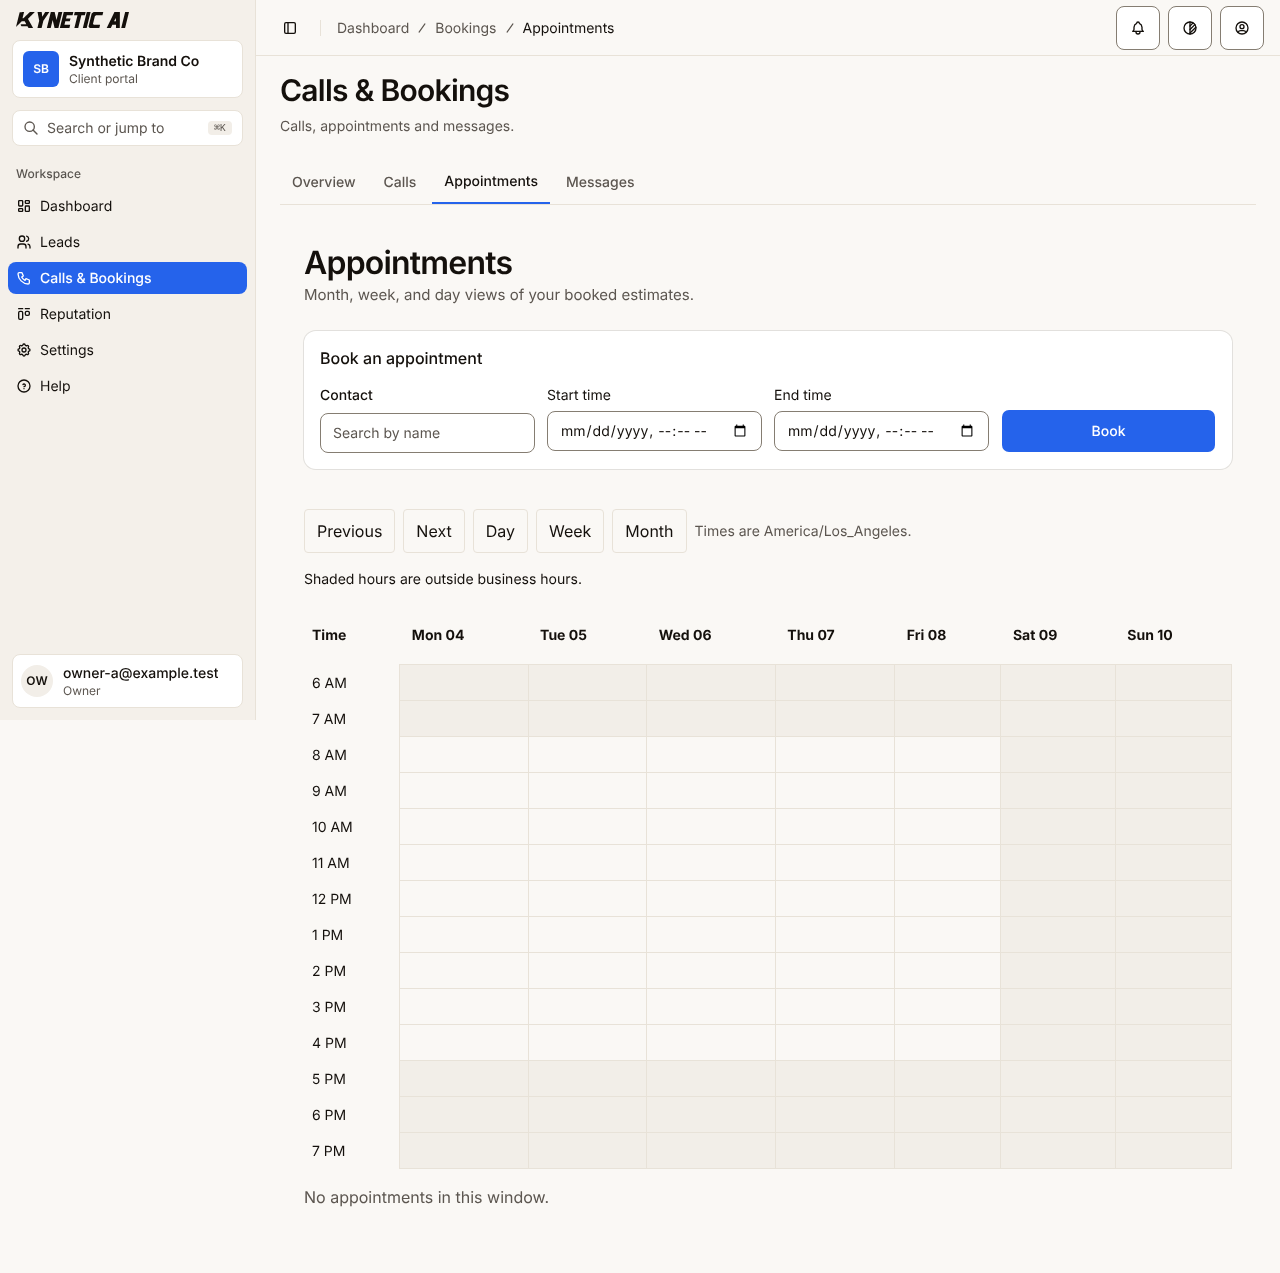 KYNETIC AI
SB
Synthetic Brand Co
Client portal
Search or jump to
⌘K
Workspace
Dashboard
Leads
Calls & Bookings
Reputation
Settings
Help
OW
owner-a@example.test
Owner
Dashboard / Bookings / Appointments
Calls & Bookings
Calls, appointments and messages.
Overview Calls Appointments Messages
Appointments
Month, week, and day views of your booked estimates.
Book an appointment
Contact Start time End time
Search by name mm/dd/yyyy, --:-- -- mm/dd/yyyy, --:-- -- Book
Previous Next Day Week Month Times are America/Los_Angeles.
Shaded hours are outside business hours.
Time Mon 04 Tue 05 Wed 06 Thu 07 Fri 08 Sat 09 Sun 10
6 AM
7 AM
8 AM
9 AM
10 AM
11 AM
12 PM
1 PM
2 PM
3 PM
4 PM
5 PM
6 PM
7 PM
No appointments in this window.